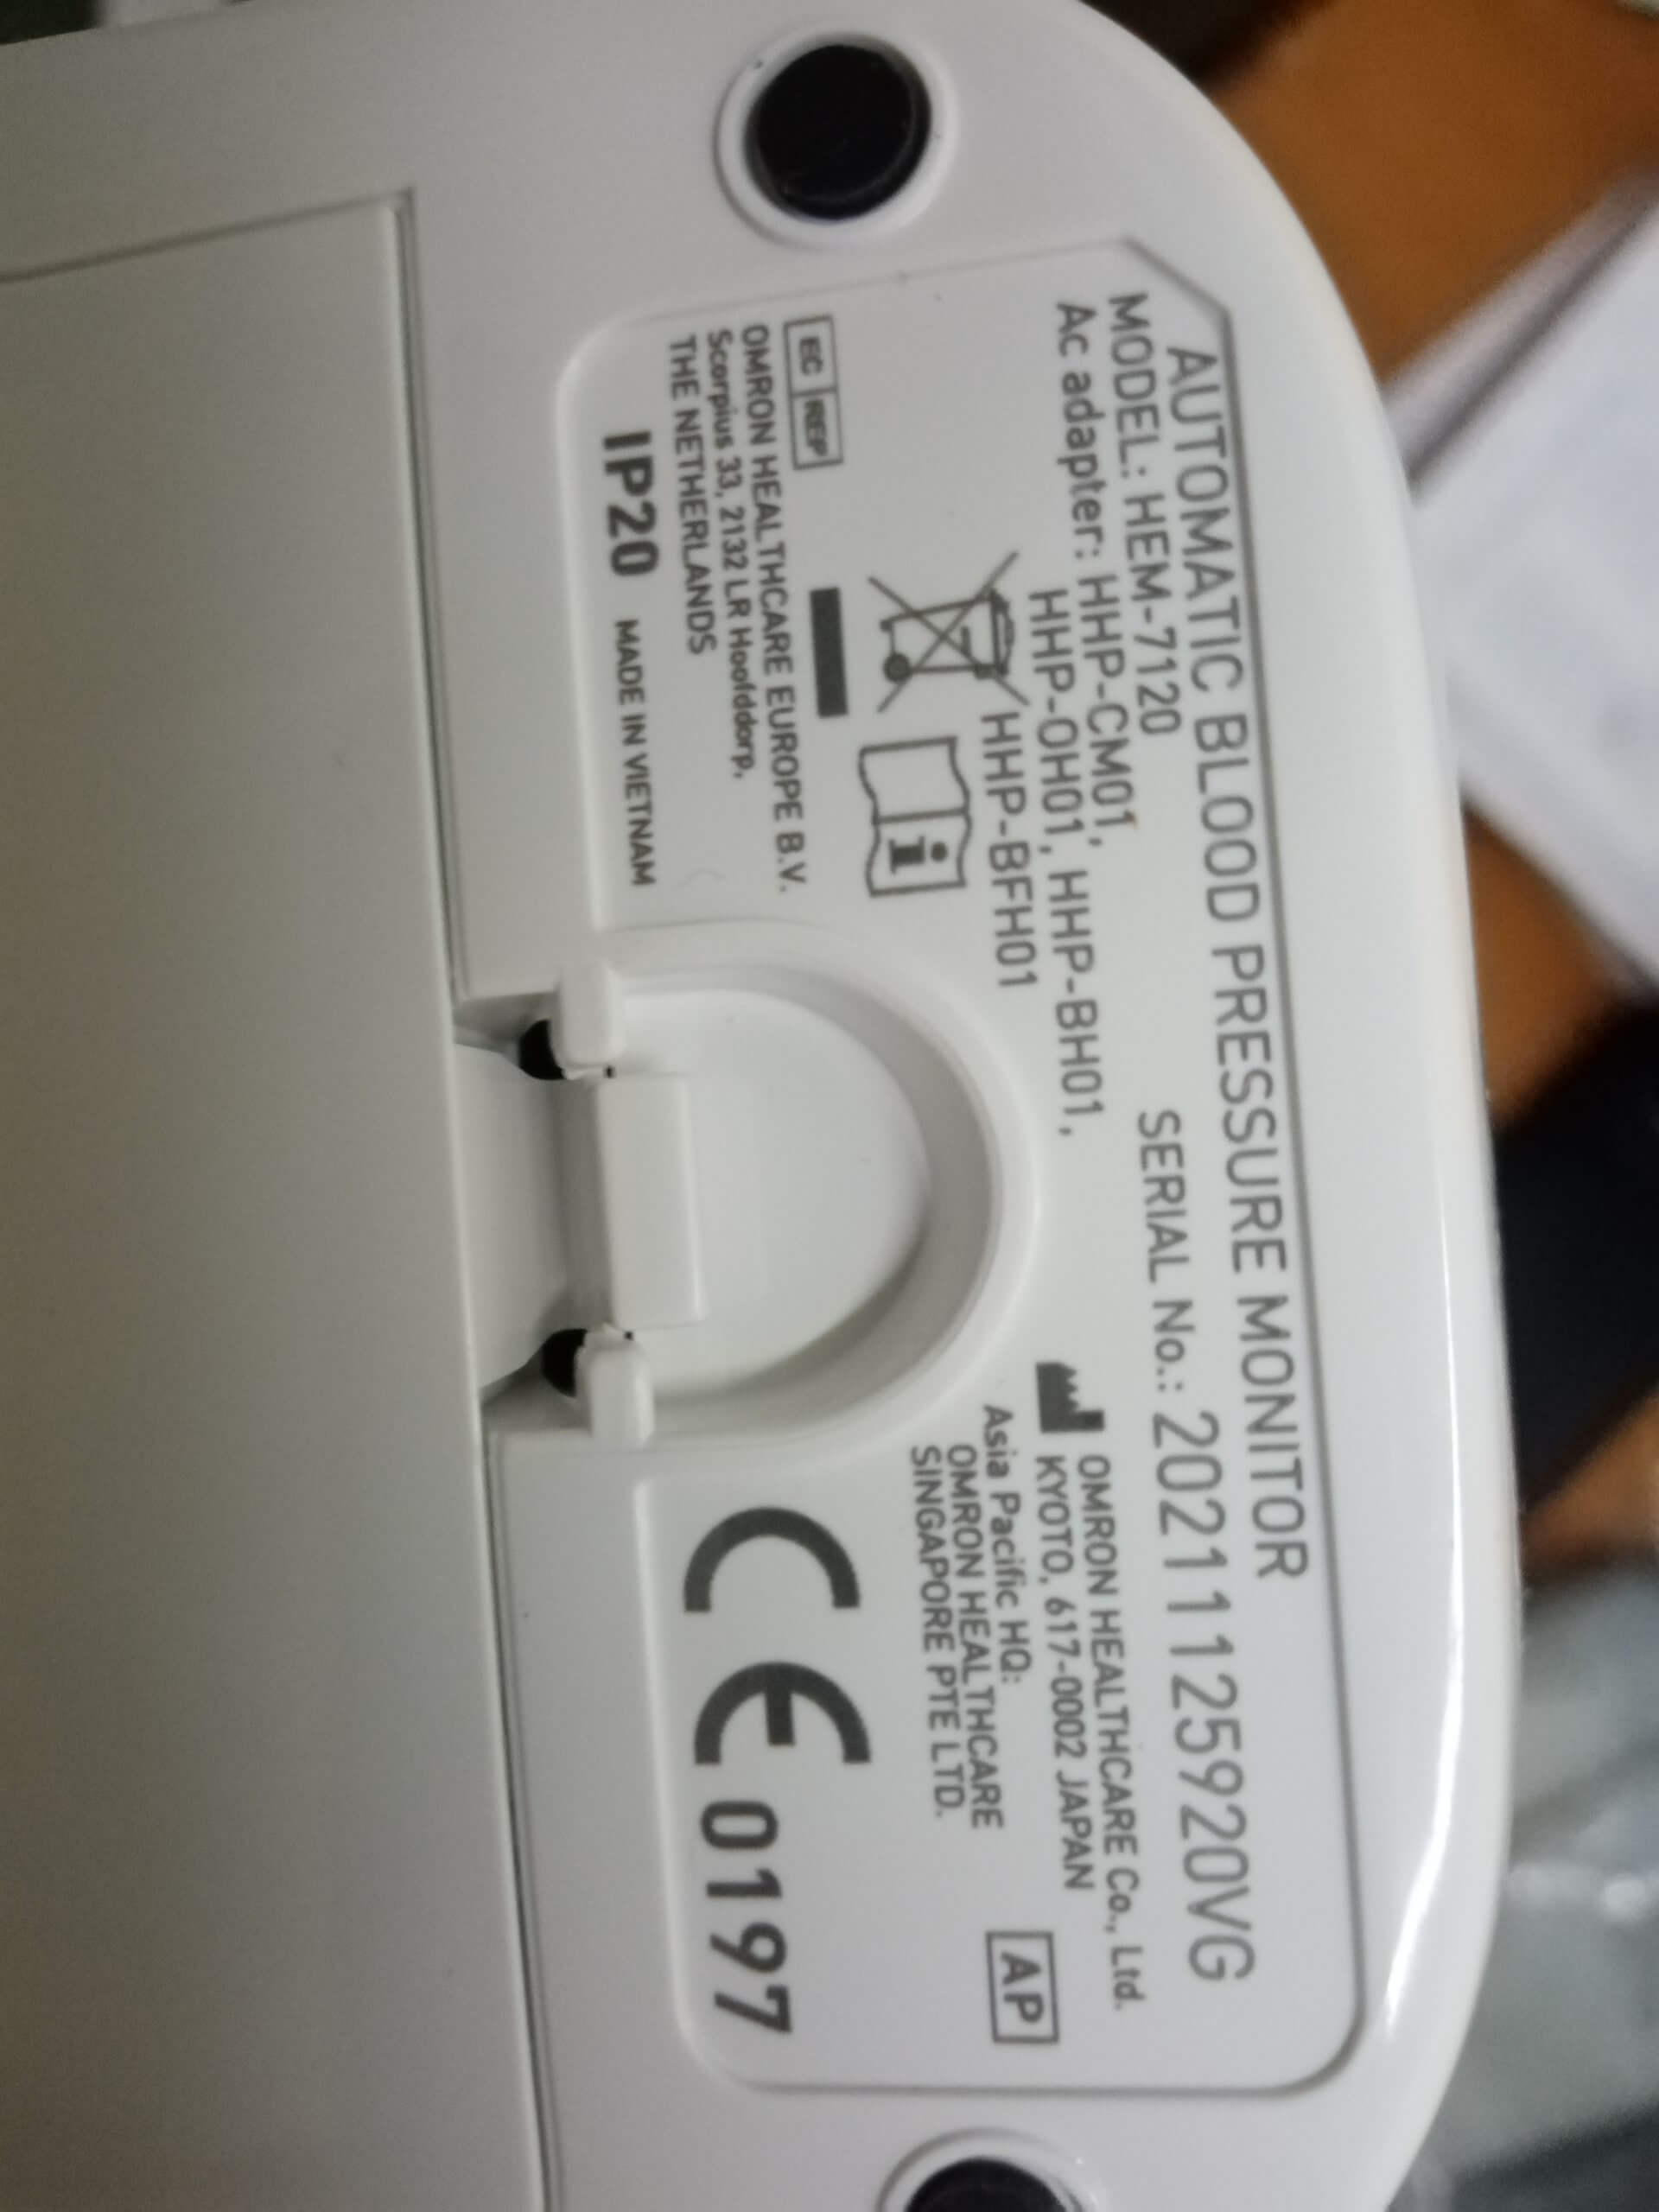 AUTOMATIC BLOOD PRESSURE MONITOR
MODEL: HEM-7120
SERIAL No.: 20211125920VG
Ac adapter: HHP-CM01,
HHP-OH01, HHP-BH01,
HHP-BFH01
OMRON HEALTHCARE Co., Ltd.
KYOTO, 617-0002 JAPAN
Asia Pacific HQ:
OMRON HEALTHCARE
SINGAPORE PTE LTD.
AP
i
EC REP
OMRON HEALTHCARE EUROPE B.V.
Scorpius 33, 2132 LR Hoofddorp,
THE NETHERLANDS
IP20 MADE IN VIETNAM
CE 0197